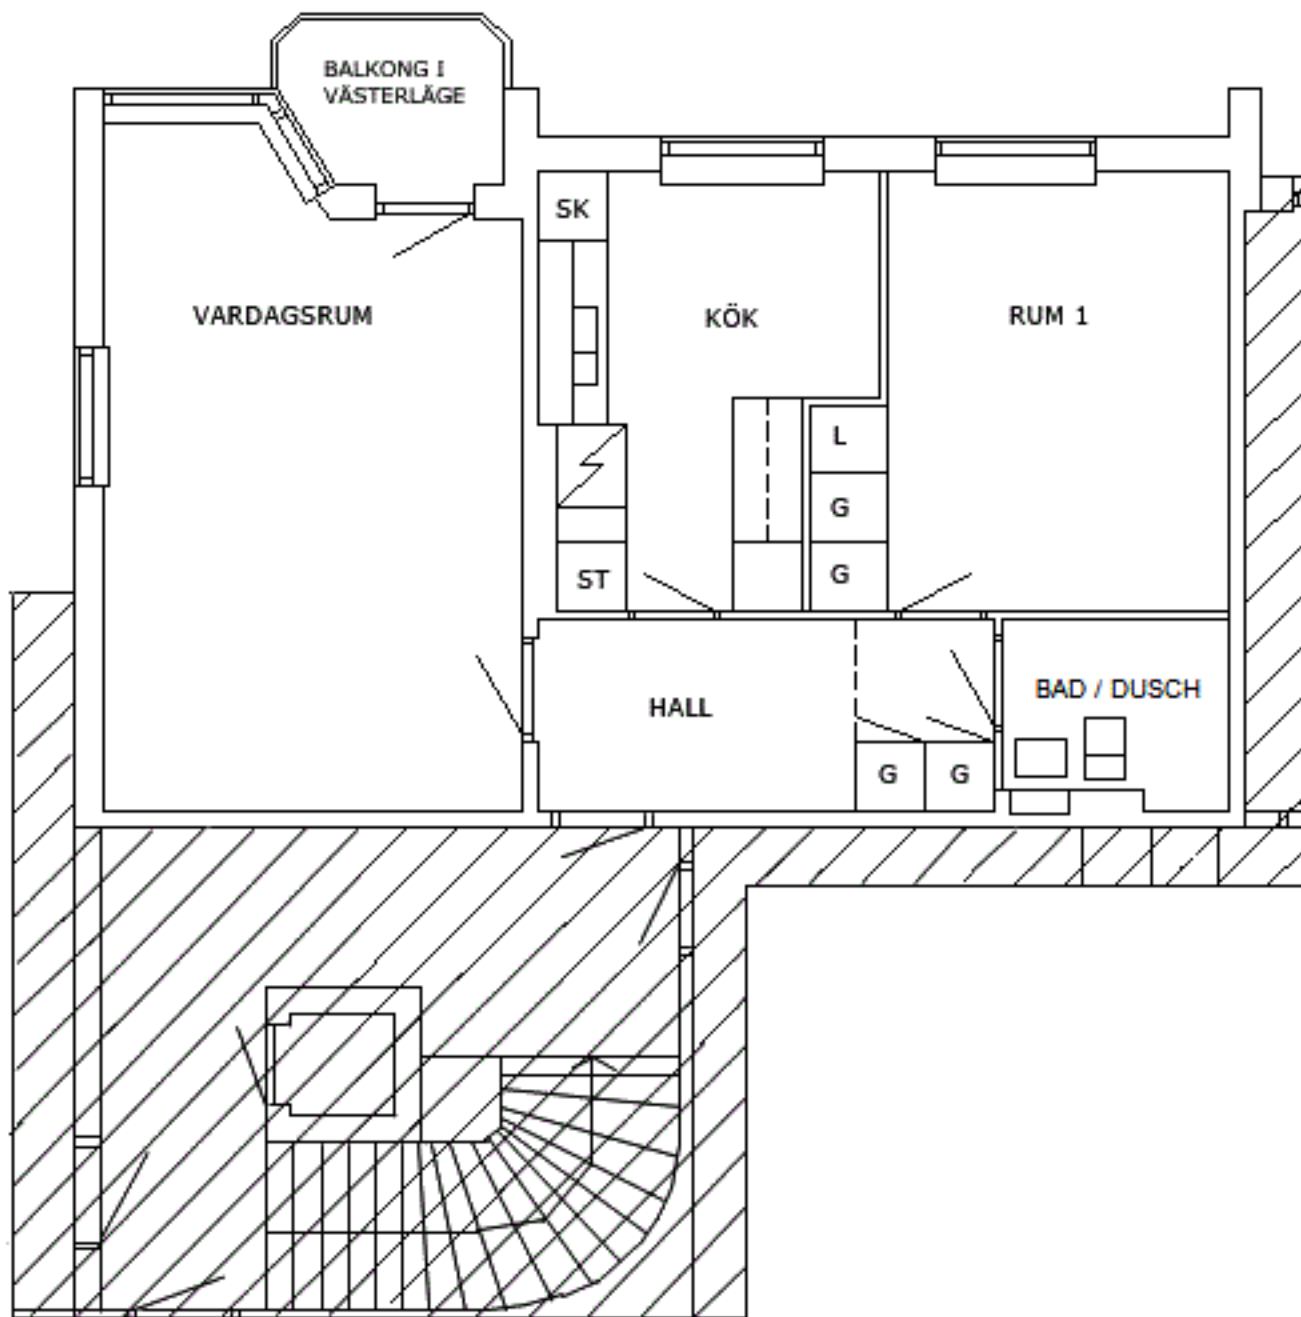 BALKONG I
VÄSTERLÄGE
SK
VARDAGSRUM
KÖK
RUM 1
L
G
G
ST
BAD / DUSCH
HALL
G
G